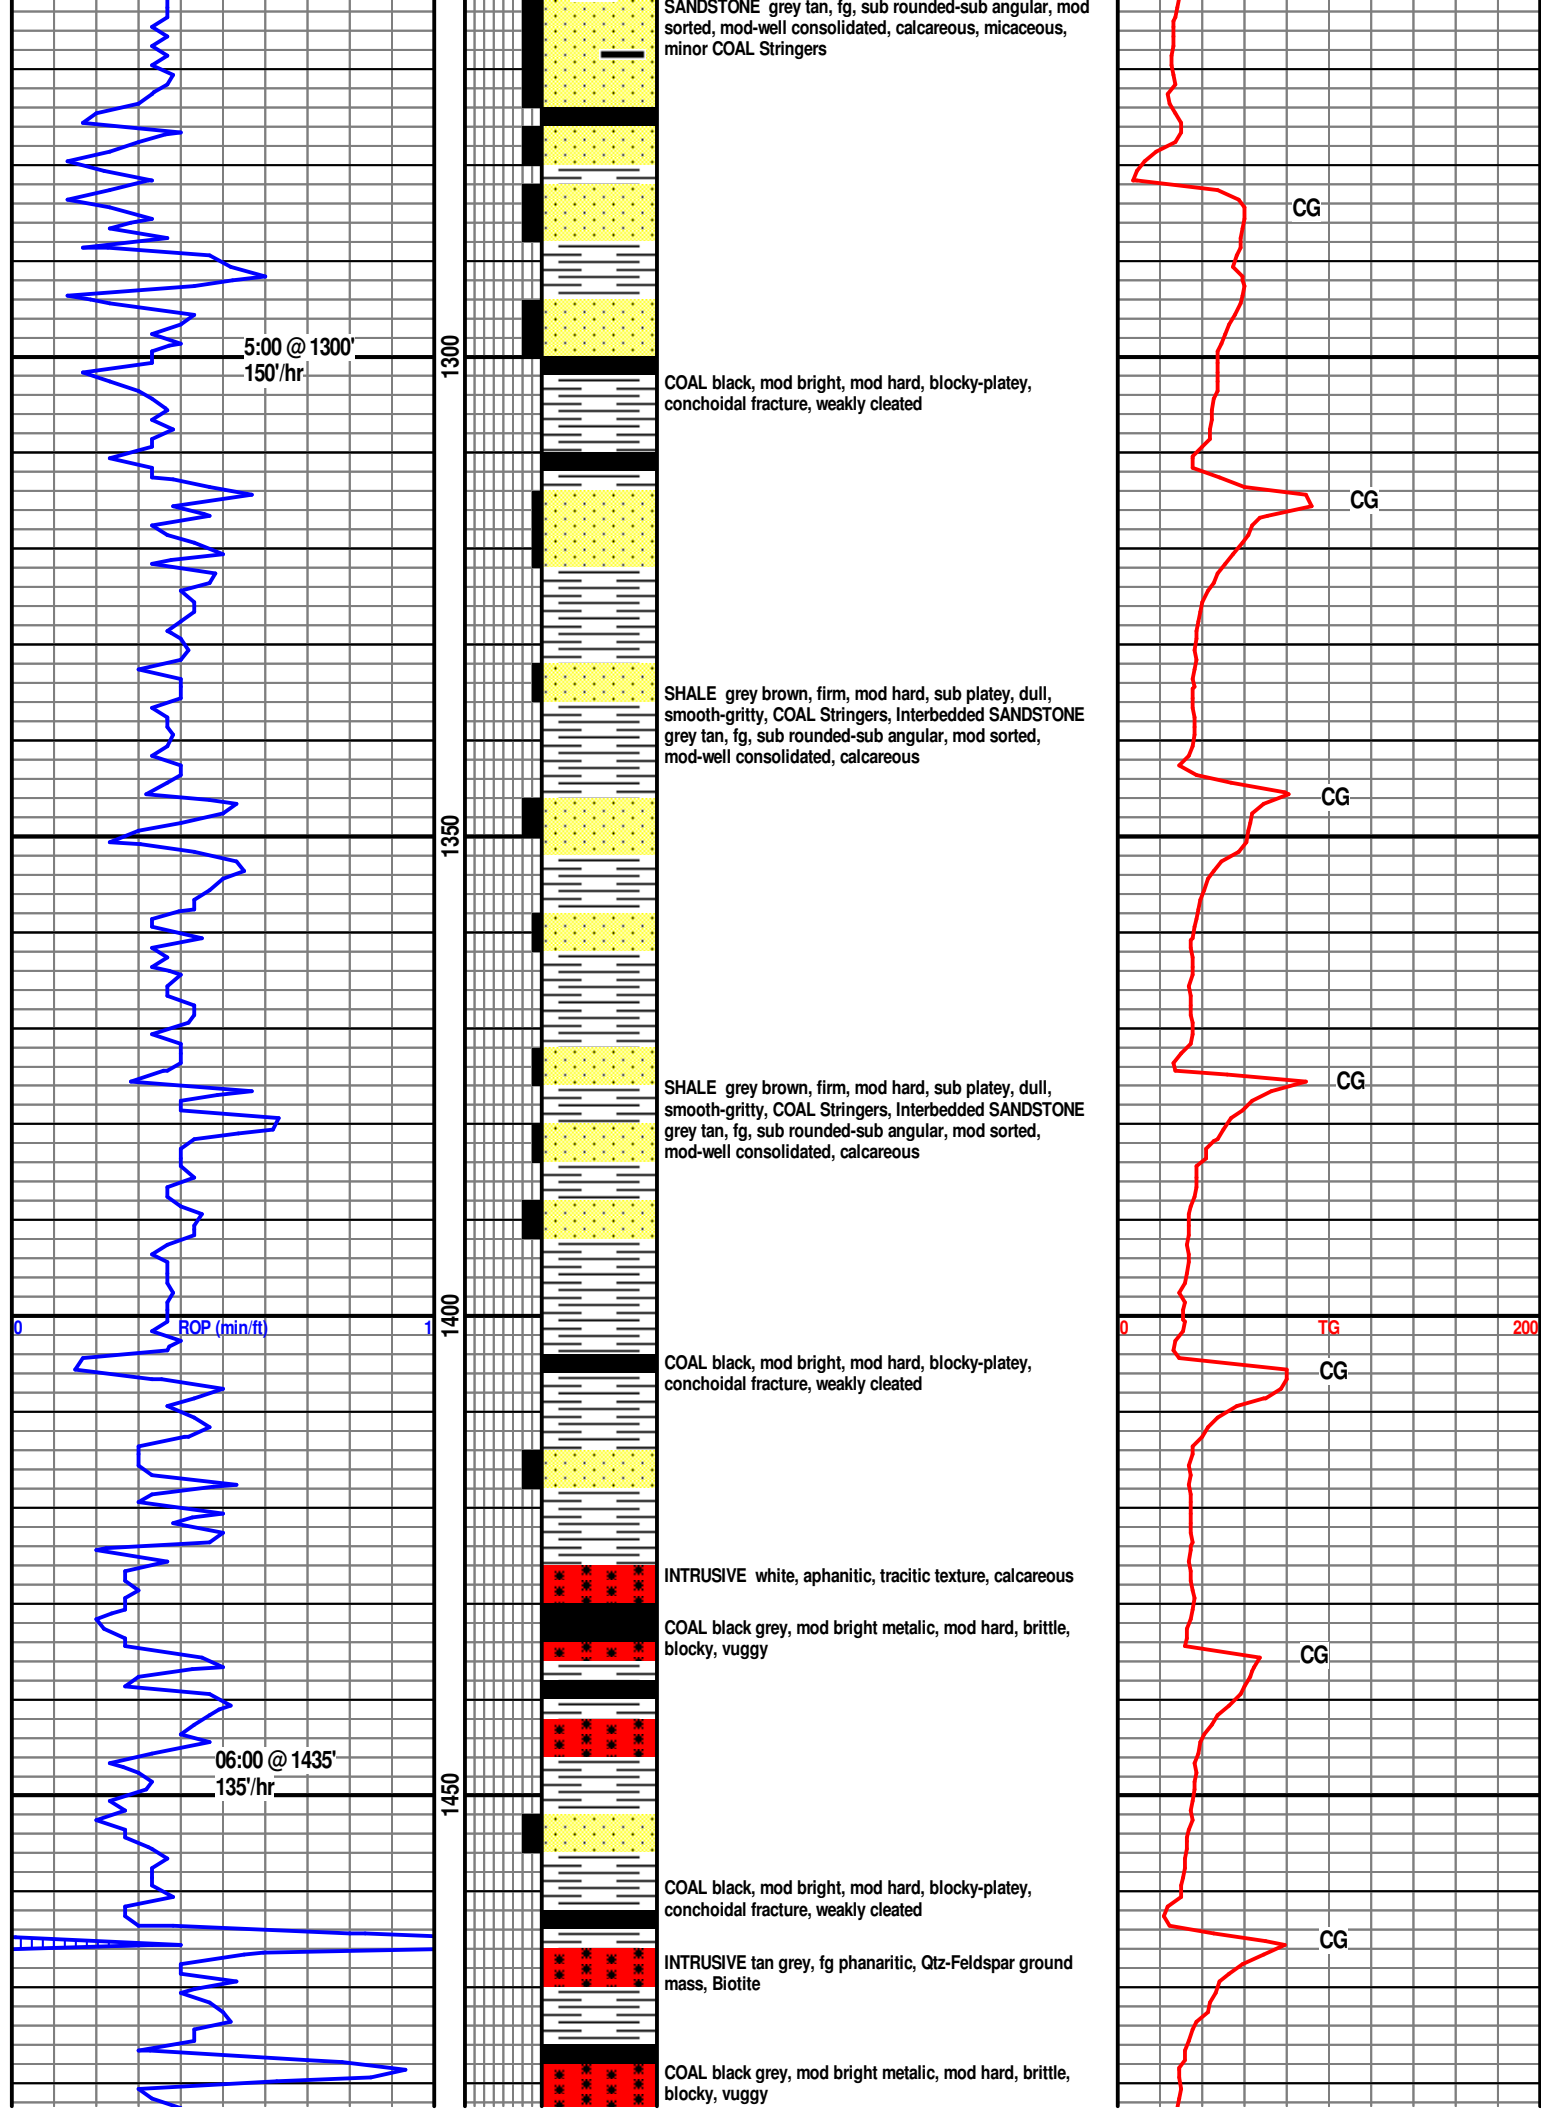 SANDSTONE grey tan, fg, sub rounded-sub angular, mod
sorted, mod-well consolidated, calcareous, micaceous,
minor COAL Stringers
CG
5:00 @ 1300'
150'/hr
1300
COAL black, mod bright, mod hard, blocky-platey,
conchoidal fracture, weakly cleated
CG
SHALE grey brown, firm, mod hard, sub platey, dull,
smooth-gritty, COAL Stringers, Interbedded SANDSTONE
grey tan, fg, sub rounded-sub angular, mod sorted,
mod-well consolidated, calcareous
CG
1350
CG
SHALE grey brown, firm, mod hard, sub platey, dull,
smooth-gritty, COAL Stringers, Interbedded SANDSTONE
grey tan, fg, sub rounded-sub angular, mod sorted,
mod-well consolidated, calcareous
1400
0 ROP (min/ft) 1
0 TG 200
COAL black, mod bright, mod hard, blocky-platey,
conchoidal fracture, weakly cleated
CG
INTRUSIVE white, aphanitic, tracitic texture, calcareous
COAL black grey, mod bright metalic, mod hard, brittle,
blocky, vuggy
CG
06:00 @ 1435'
135'/hr
1450
COAL black, mod bright, mod hard, blocky-platey,
conchoidal fracture, weakly cleated
CG
INTRUSIVE tan grey, fg phanaritic, Qtz-Feldspar ground
mass, Biotite
COAL black grey, mod bright metalic, mod hard, brittle,
blocky, vuggy